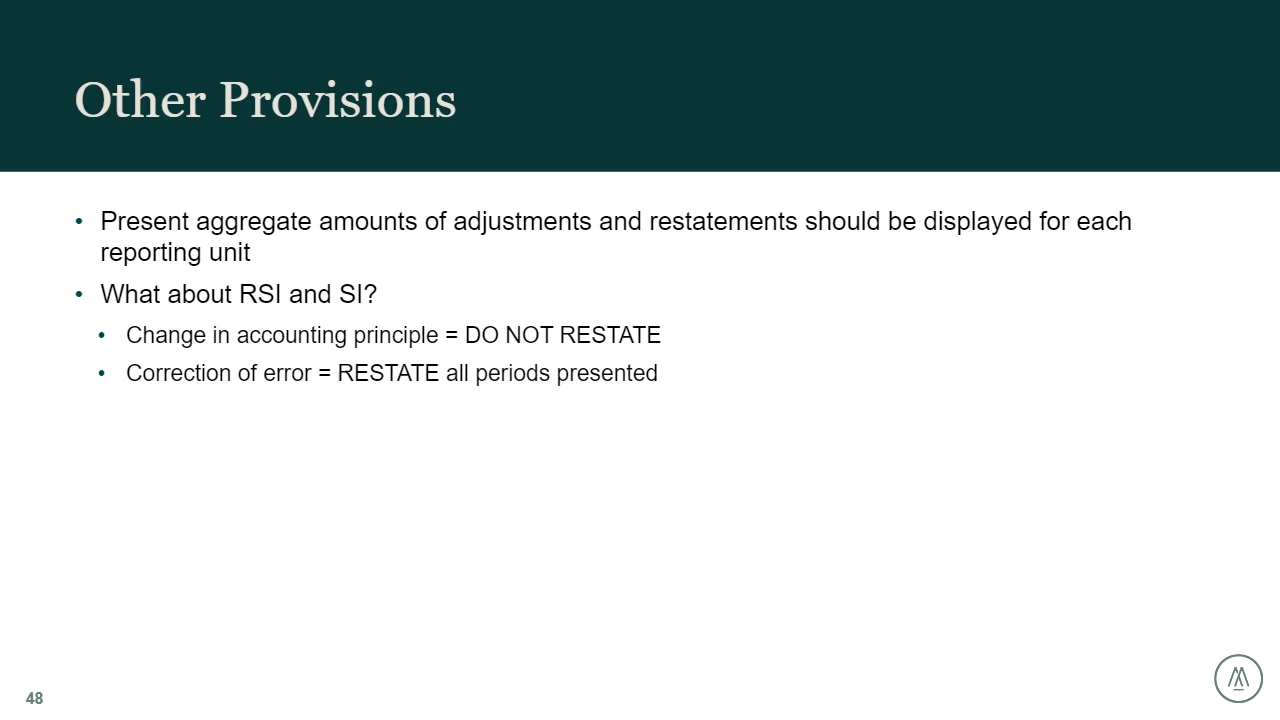 Other Provisions
• Present aggregate amounts of adjustments and restatements should be displayed for each
reporting unit
• What about RSI and SI?
• Change in accounting principle = DO NOT RESTATE
• Correction of error = RESTATE all periods presented
48